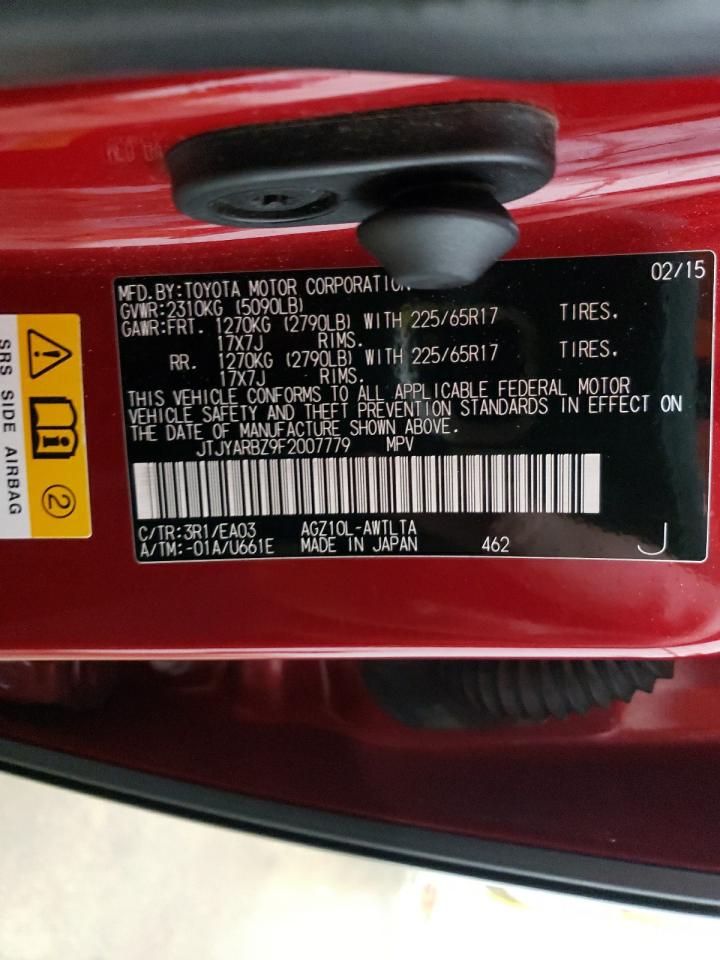 02/15
MFD.BY:TOYOTA MOTOR CORPORATION
GVWR:2310KG (5090LB)
GAWR:FRT. 1270KG (2790LB) WITH 225/65R17 TIRES.
17X7J RIMS.
RR. 1270KG (2790LB) WITH 225/65R17 TIRES.
17X7J RIMS.
THIS VEHICLE CONFORMS TO ALL APPLICABLE FEDERAL MOTOR
VEHICLE SAFETY AND THEFT PREVENTION STANDARDS IN EFFECT ON
THE DATE OF MANUFACTURE SHOWN ABOVE.
JTJYARBZ9F2007779 MPV
C/TR:3R1/EA03 AGZ10L-AWTLTA
A/TM:-01A/U661E MADE IN JAPAN 462 J
SRS SIDE AIRBAG
2